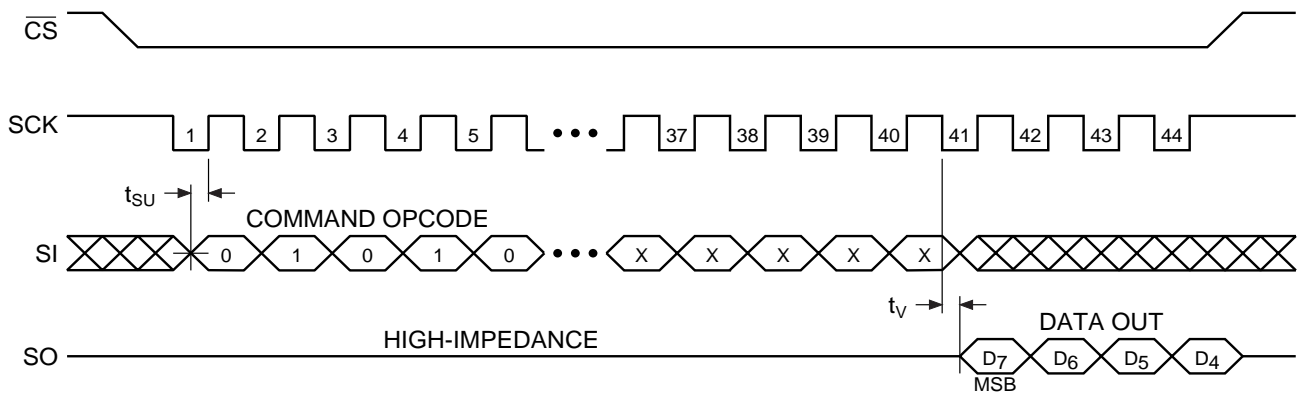 CS
SCK 1 2 3 4 5 ••• 37 38 39 40 41 42 43 44
tSU
COMMAND OPCODE
SI 0 1 0 1 0 ••• X X X X X
tV
HIGH-IMPEDANCE
DATA OUT
SO D7 D6 D5 D4
MSB